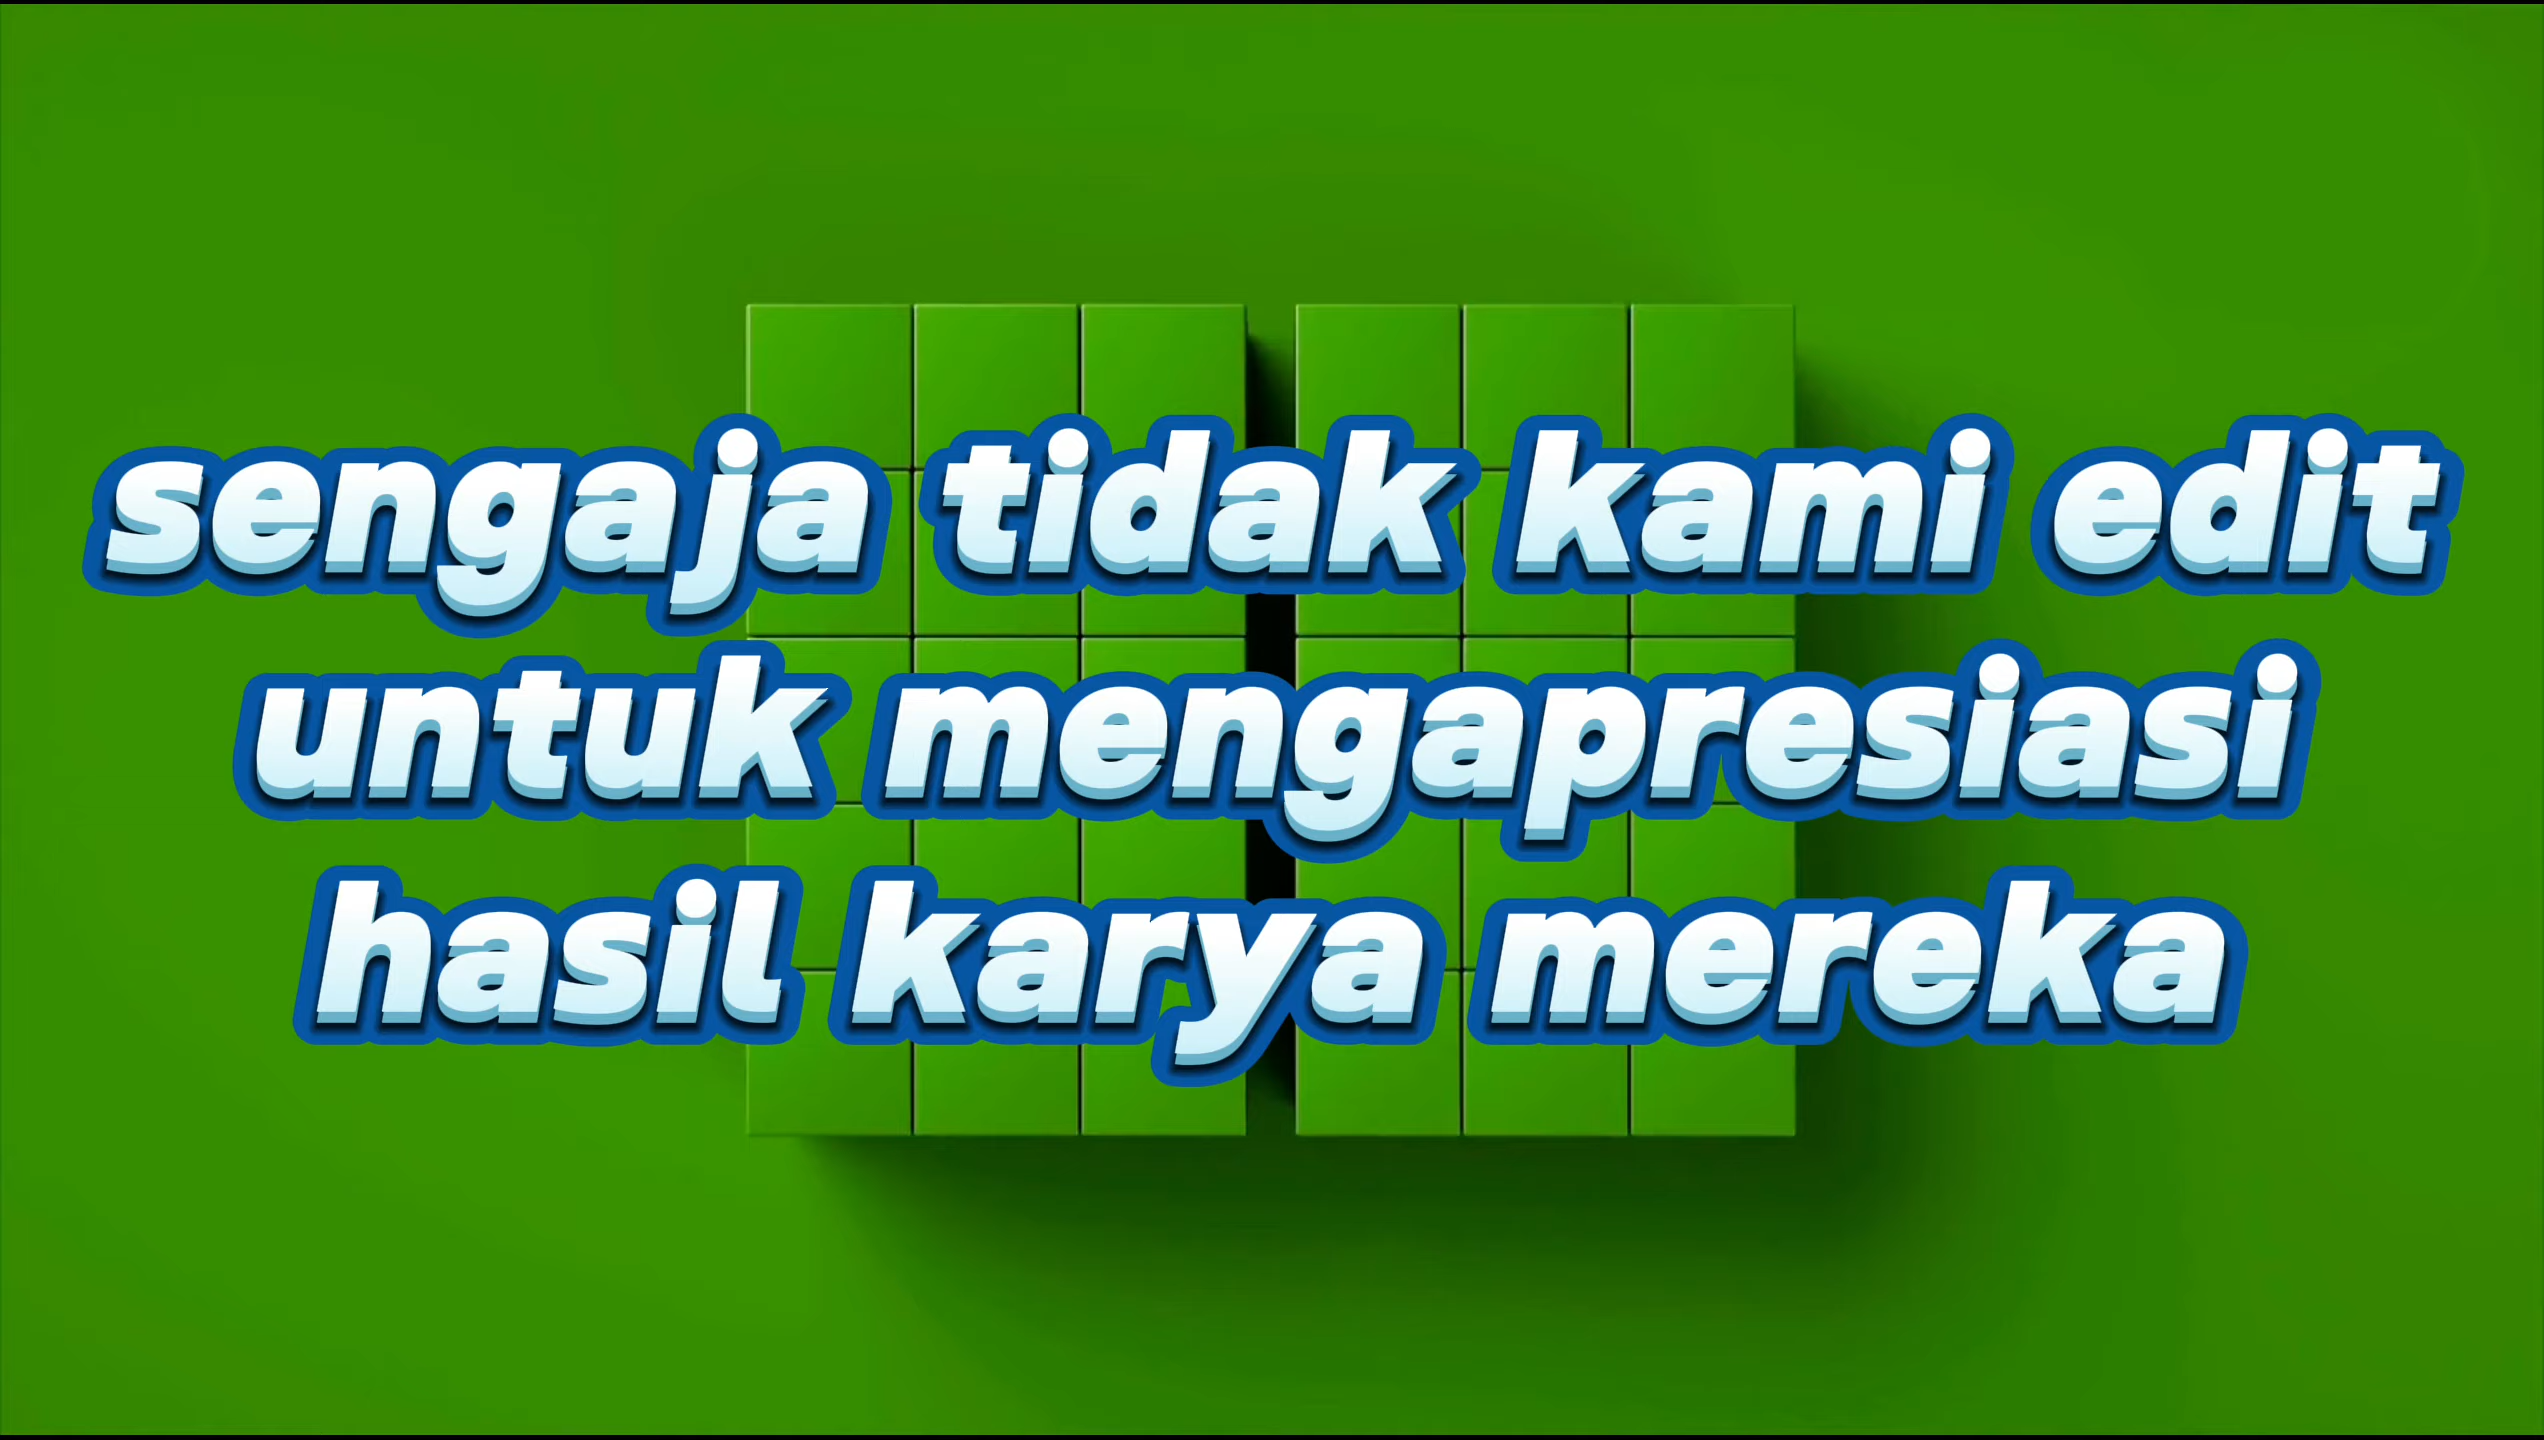 sengaja tidak kami edit
untuk mengapresiasi
hasil karya mereka